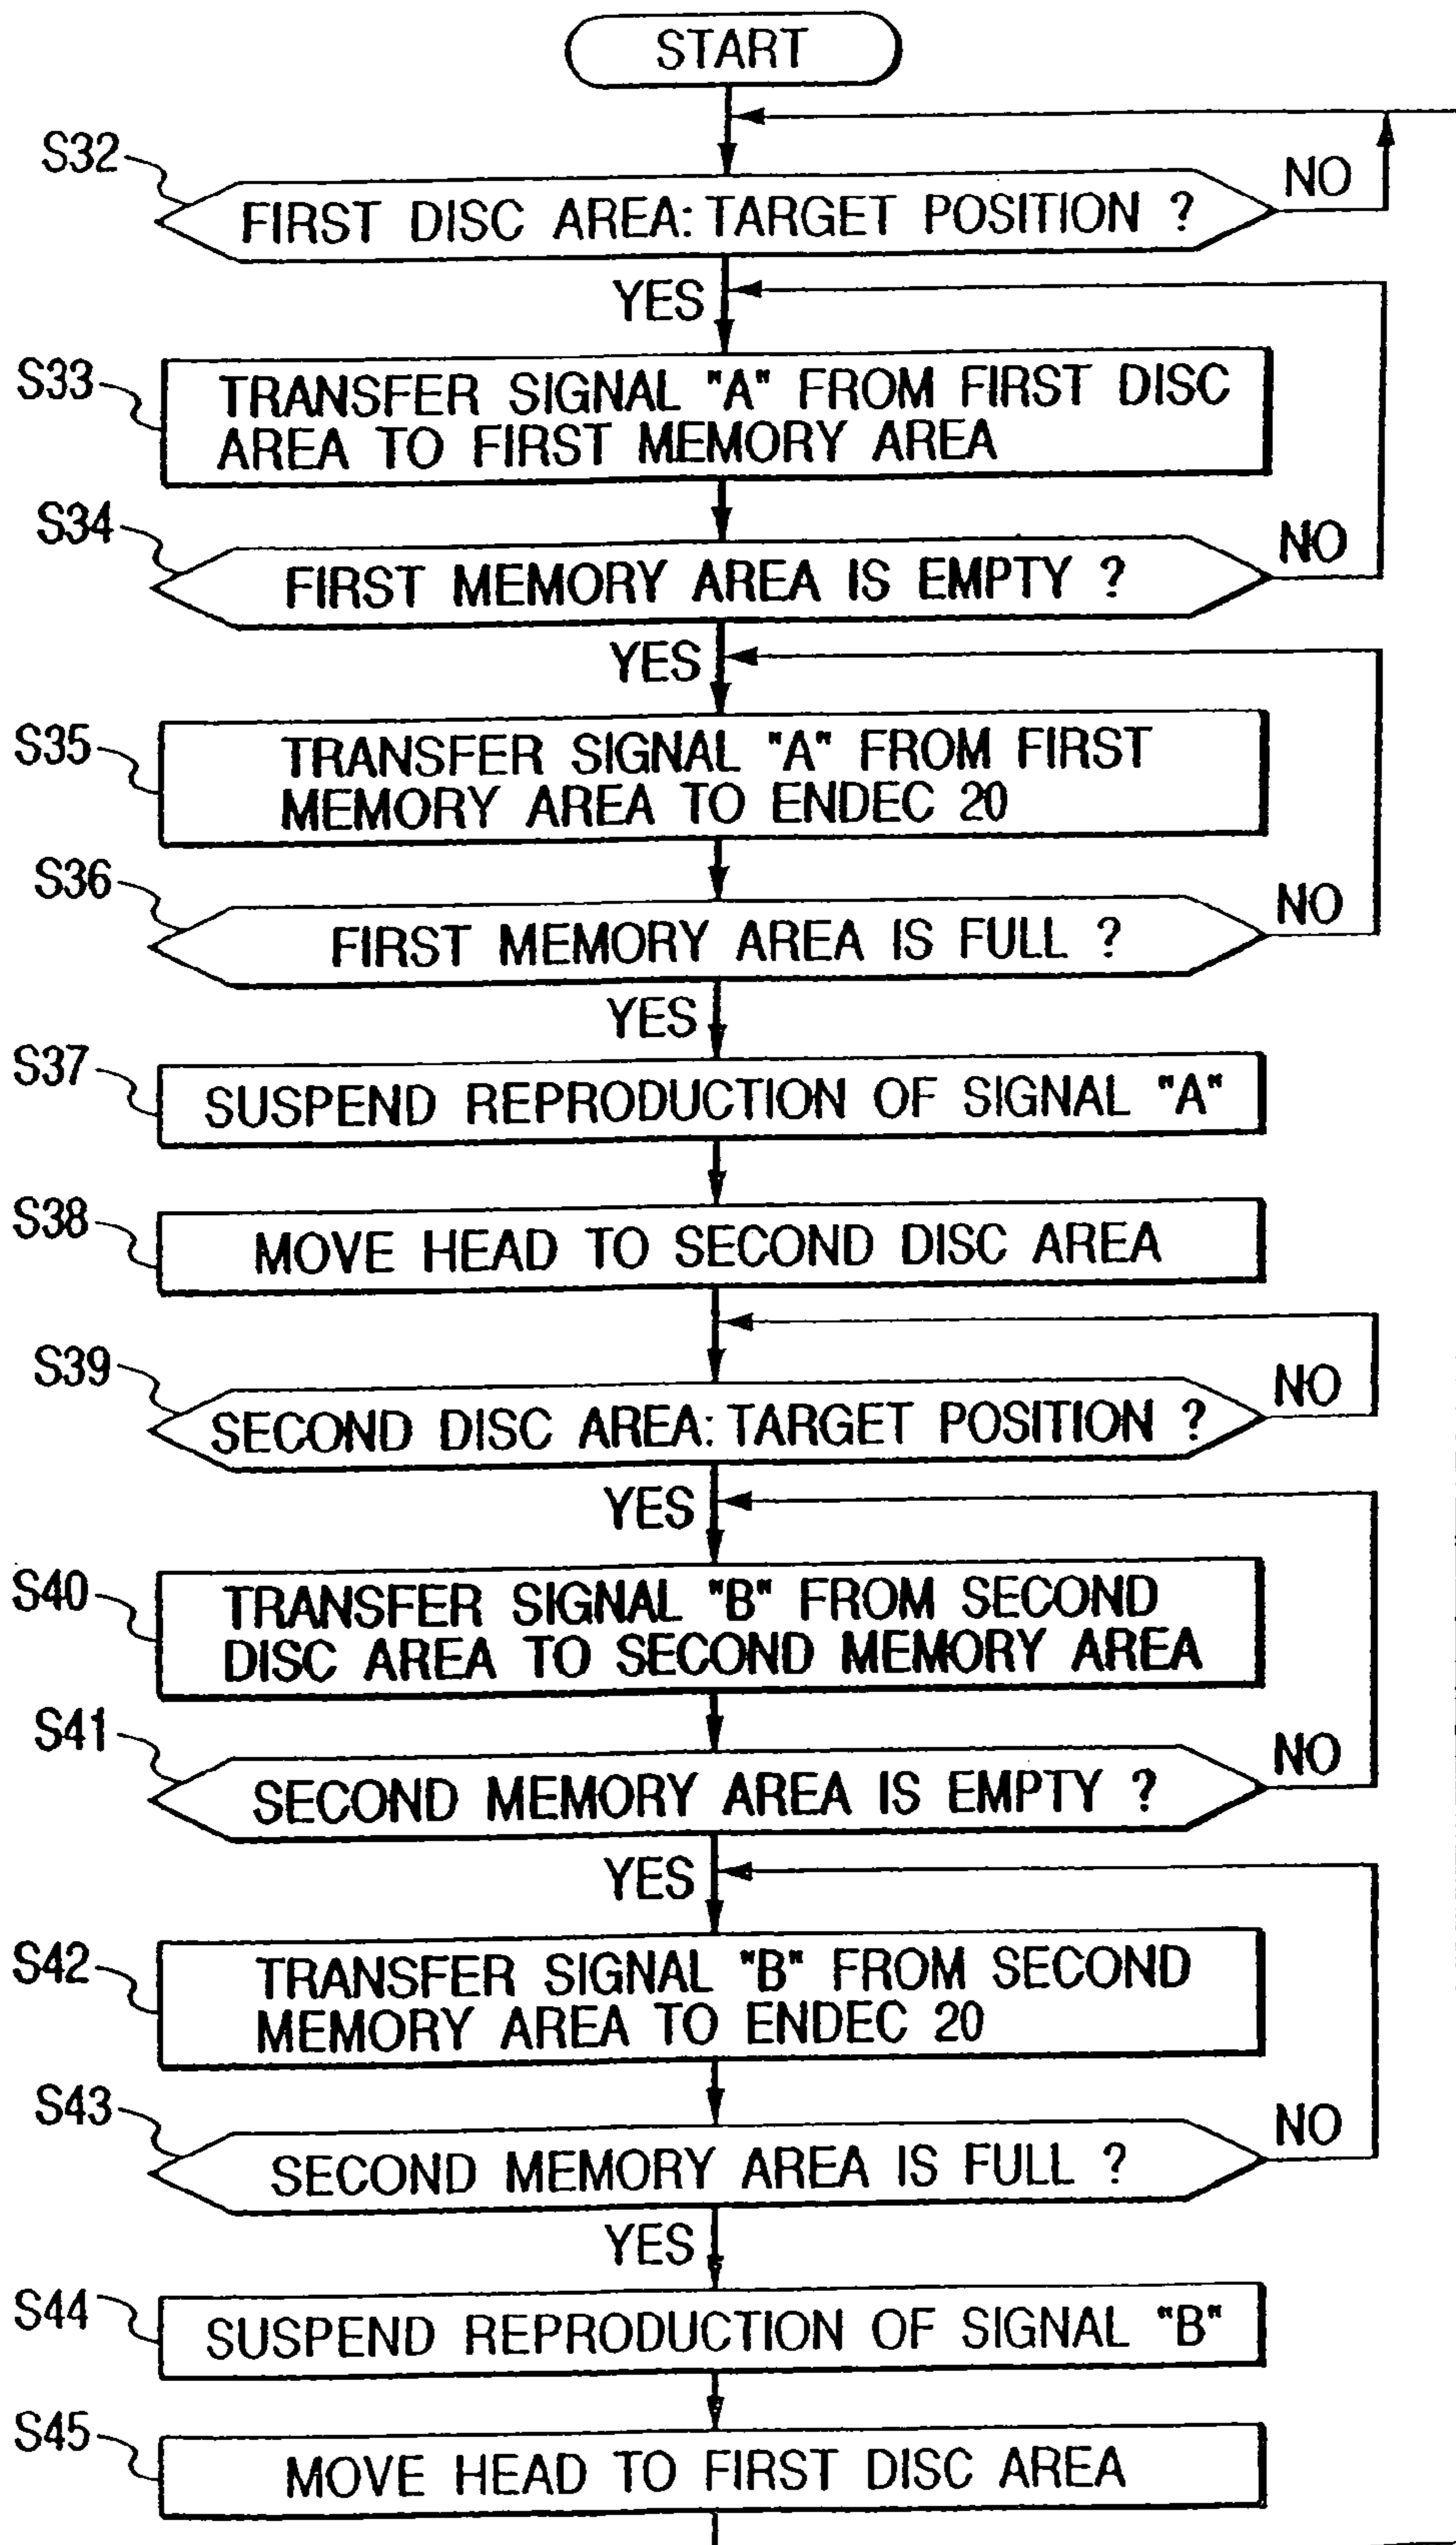 START
S32
FIRST DISC AREA: TARGET POSITION ?
NO
YES
S33
TRANSFER SIGNAL "A" FROM FIRST DISC
AREA TO FIRST MEMORY AREA
S34
FIRST MEMORY AREA IS EMPTY ?
NO
YES
S35
TRANSFER SIGNAL "A" FROM FIRST
MEMORY AREA TO ENDEC 20
S36
FIRST MEMORY AREA IS FULL ?
NO
YES
S37
SUSPEND REPRODUCTION OF SIGNAL "A"
S38
MOVE HEAD TO SECOND DISC AREA
S39
SECOND DISC AREA: TARGET POSITION ?
NO
YES
S40
TRANSFER SIGNAL "B" FROM SECOND
DISC AREA TO SECOND MEMORY AREA
S41
SECOND MEMORY AREA IS EMPTY ?
NO
YES
S42
TRANSFER SIGNAL "B" FROM SECOND
MEMORY AREA TO ENDEC 20
S43
SECOND MEMORY AREA IS FULL ?
NO
YES
S44
SUSPEND REPRODUCTION OF SIGNAL "B"
S45
MOVE HEAD TO FIRST DISC AREA